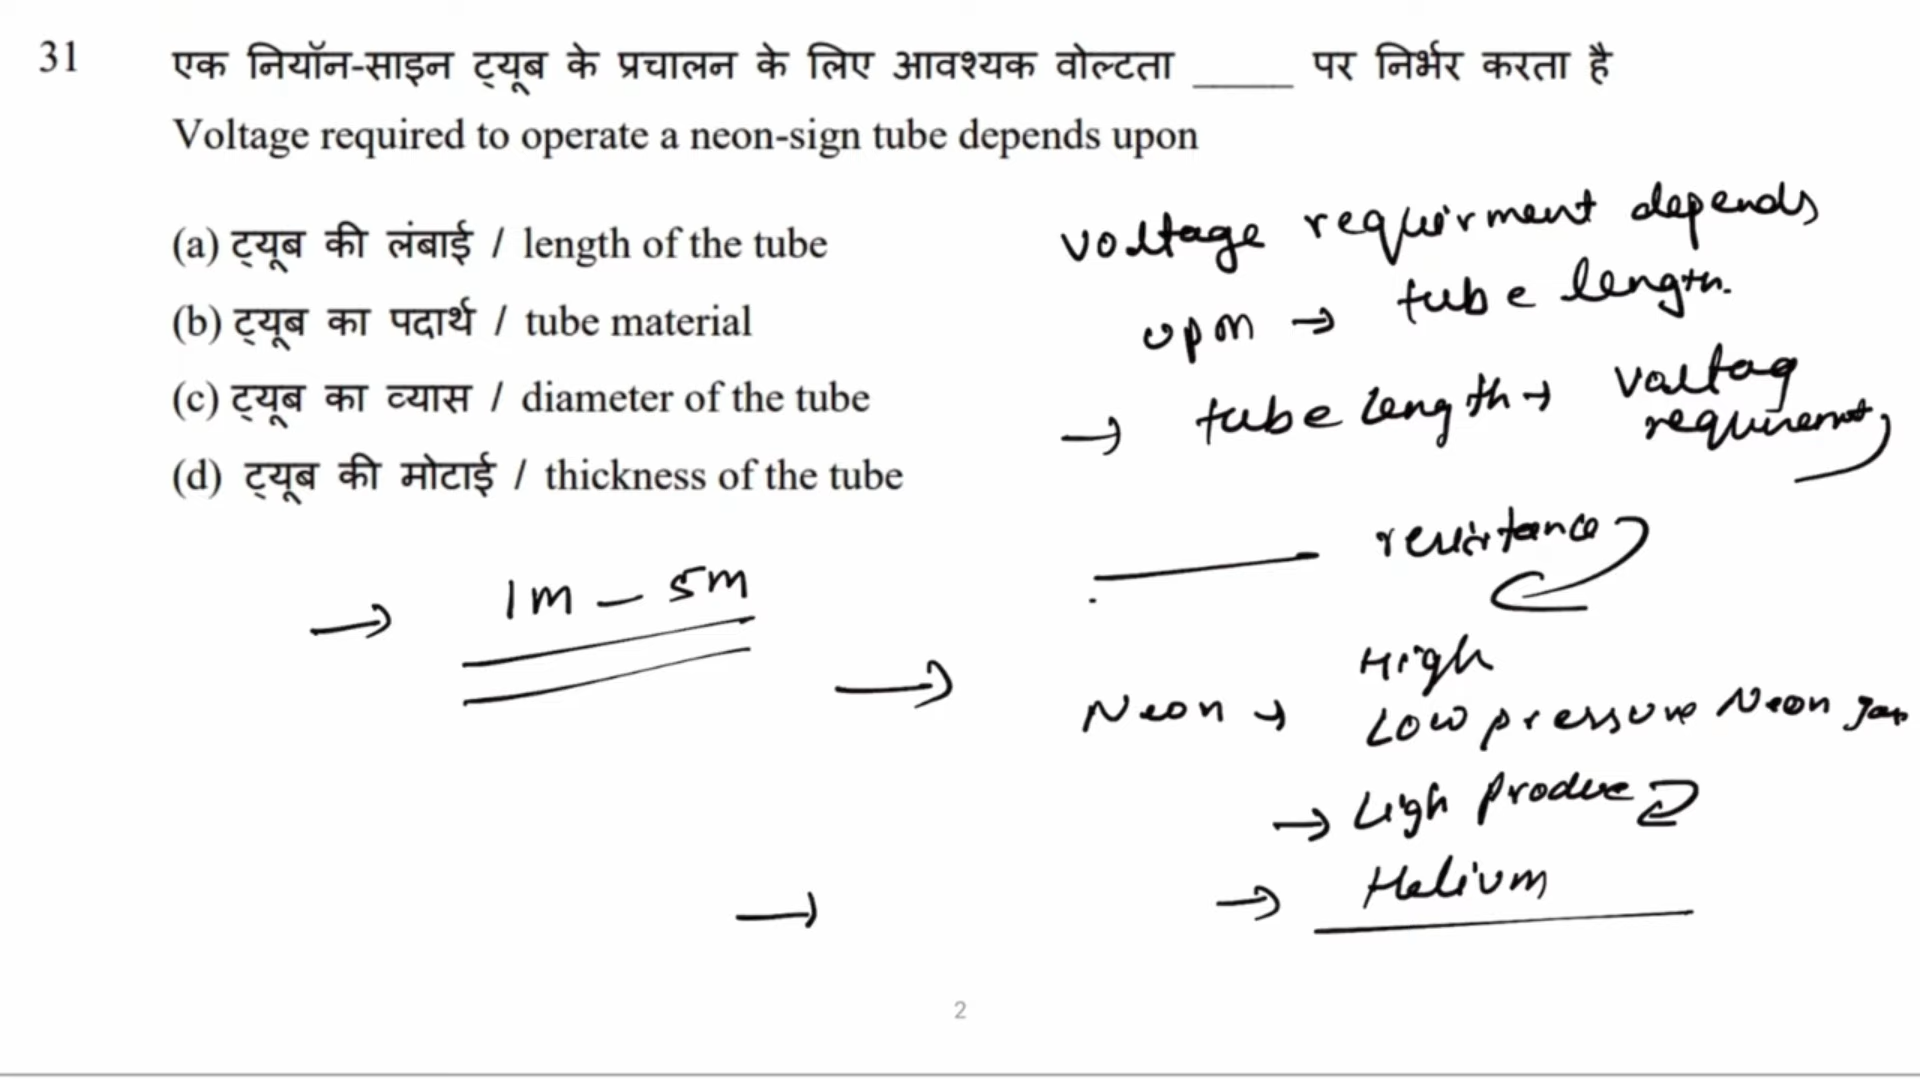 31 एक नियॉन-साइन ट्यूब के प्रचालन के लिए आवश्यक वोल्टता _____ पर निर्भर करता है
Voltage required to operate a neon-sign tube depends upon
(a) ट्यूब की लंबाई / length of the tube
(b) ट्यूब का पदार्थ / tube material
(c) ट्यूब का व्यास / diameter of the tube
(d) ट्यूब की मोटाई / thickness of the tube
voltage requirment depends
upon → tube length.
→ tube length → voltag
requirement
resistance
→ 1m – 5m
→
High
Neon → Low pressure Neon gas
→ Ligh produce
→ → Helium
2